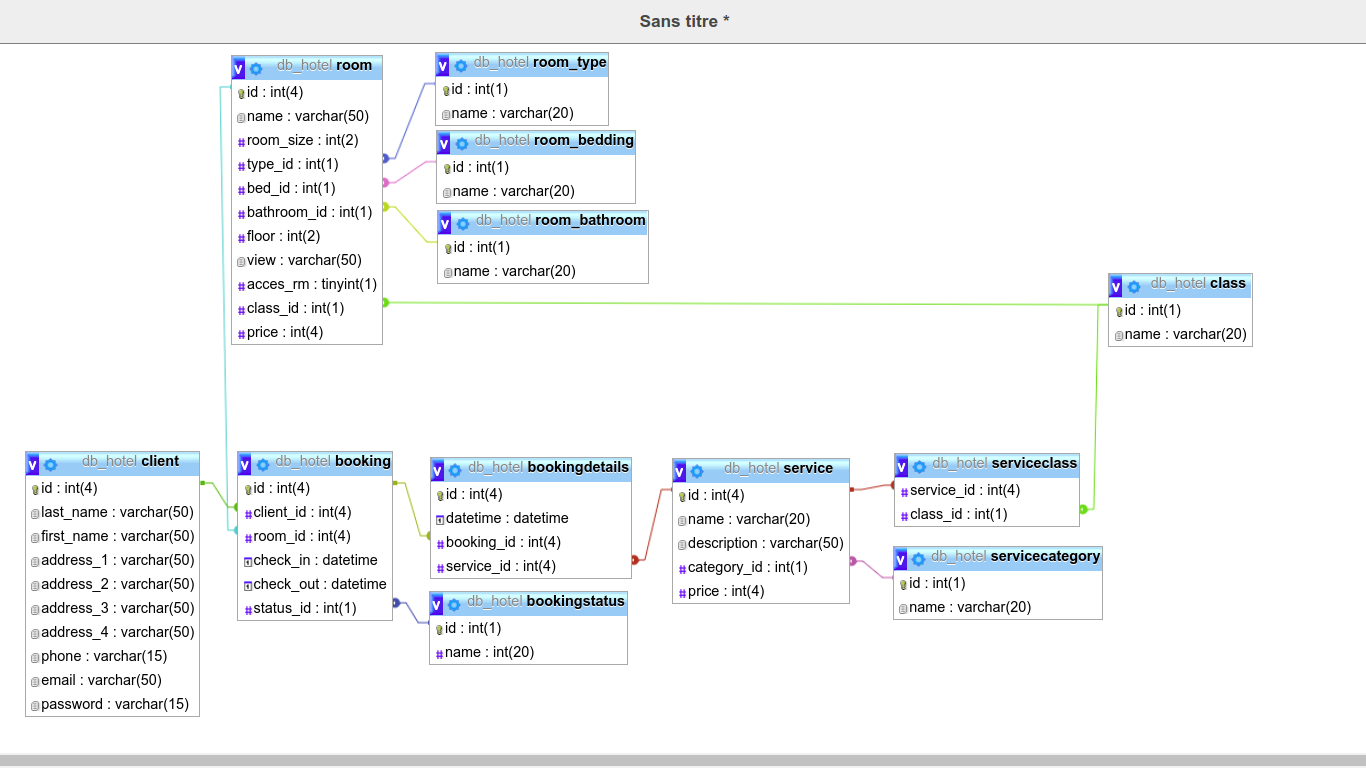 Sans titre *
db_hotel room
id : int(4)
name : varchar(50)
room_size : int(2)
type_id : int(1)
bed_id : int(1)
bathroom_id : int(1)
floor : int(2)
view : varchar(50)
acces_rm : tinyint(1)
class_id : int(1)
price : int(4)
db_hotel room_type
id : int(1)
name : varchar(20)
db_hotel room_bedding
id : int(1)
name : varchar(20)
db_hotel room_bathroom
id : int(1)
name : varchar(20)
db_hotel class
id : int(1)
name : varchar(20)
db_hotel client
id : int(4)
last_name : varchar(50)
first_name : varchar(50)
address_1 : varchar(50)
address_2 : varchar(50)
address_3 : varchar(50)
address_4 : varchar(50)
phone : varchar(15)
email : varchar(50)
password : varchar(15)
db_hotel booking
id : int(4)
client_id : int(4)
room_id : int(4)
check_in : datetime
check_out : datetime
status_id : int(1)
db_hotel bookingdetails
id : int(4)
datetime : datetime
booking_id : int(4)
service_id : int(4)
db_hotel bookingstatus
id : int(1)
name : int(20)
db_hotel service
id : int(4)
name : varchar(20)
description : varchar(50)
category_id : int(1)
price : int(4)
db_hotel serviceclass
service_id : int(4)
class_id : int(1)
db_hotel servicecategory
id : int(1)
name : varchar(20)